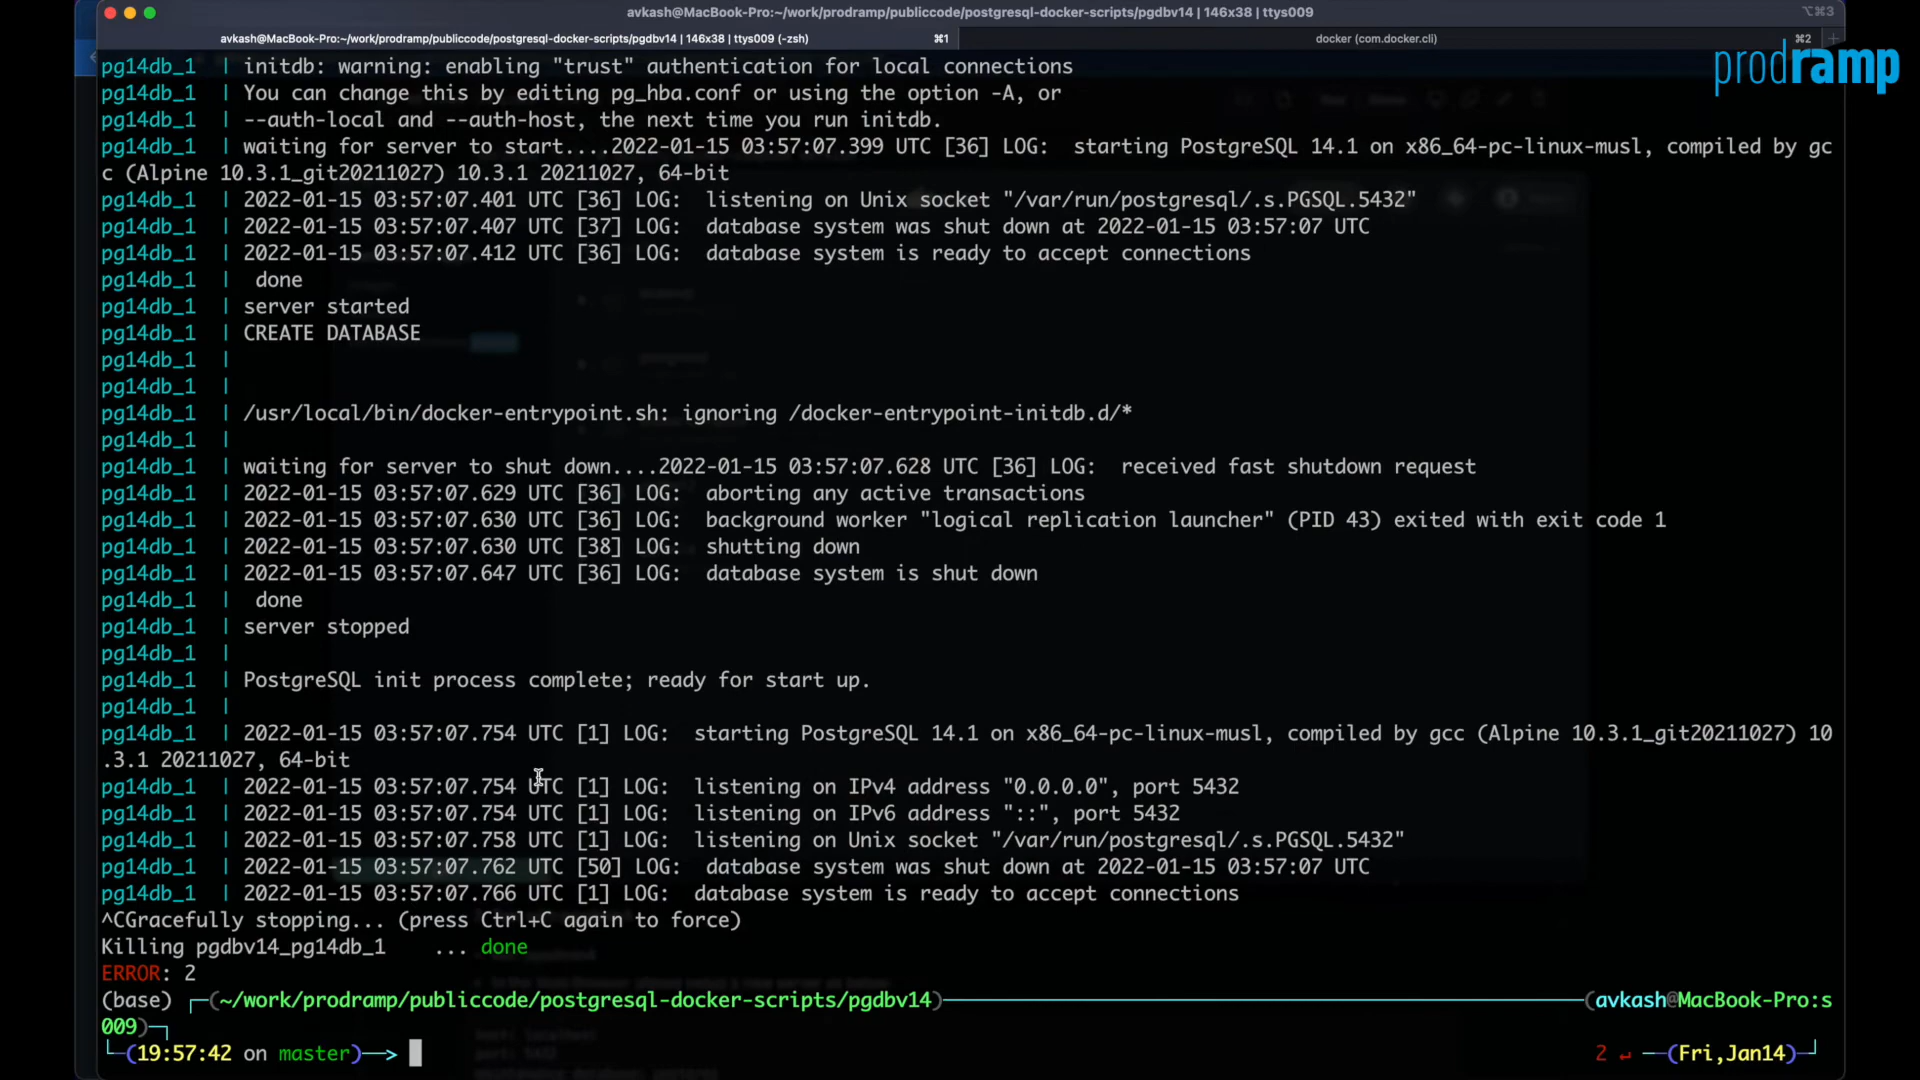 avkash@MacBook-Pro:~/work/prodramp/publiccode/postgresql-docker-scripts/pgdbv14 | 146x38 | ttys009
⌥⌘3
avkash@MacBook-Pro:~/work/prodramp/publiccode/postgresql-docker-scripts/pgdbv14 | 146x38 | ttys009 (-zsh)
⌘1
docker (com.docker.cli)
⌘2
prodramp
pg14db_1  | initdb: warning: enabling "trust" authentication for local connections
pg14db_1  | You can change this by editing pg_hba.conf or using the option -A, or
pg14db_1  | --auth-local and --auth-host, the next time you run initdb.
pg14db_1  | waiting for server to start....2022-01-15 03:57:07.399 UTC [36] LOG:  starting PostgreSQL 14.1 on x86_64-pc-linux-musl, compiled by gc
c (Alpine 10.3.1_git20211027) 10.3.1 20211027, 64-bit
pg14db_1  | 2022-01-15 03:57:07.401 UTC [36] LOG:  listening on Unix socket "/var/run/postgresql/.s.PGSQL.5432"
pg14db_1  | 2022-01-15 03:57:07.407 UTC [37] LOG:  database system was shut down at 2022-01-15 03:57:07 UTC
pg14db_1  | 2022-01-15 03:57:07.412 UTC [36] LOG:  database system is ready to accept connections
pg14db_1  |  done
pg14db_1  | server started
pg14db_1  | CREATE DATABASE
pg14db_1  |
pg14db_1  |
pg14db_1  | /usr/local/bin/docker-entrypoint.sh: ignoring /docker-entrypoint-initdb.d/*
pg14db_1  |
pg14db_1  | waiting for server to shut down....2022-01-15 03:57:07.628 UTC [36] LOG:  received fast shutdown request
pg14db_1  | 2022-01-15 03:57:07.629 UTC [36] LOG:  aborting any active transactions
pg14db_1  | 2022-01-15 03:57:07.630 UTC [36] LOG:  background worker "logical replication launcher" (PID 43) exited with exit code 1
pg14db_1  | 2022-01-15 03:57:07.630 UTC [38] LOG:  shutting down
pg14db_1  | 2022-01-15 03:57:07.647 UTC [36] LOG:  database system is shut down
pg14db_1  |  done
pg14db_1  | server stopped
pg14db_1  |
pg14db_1  | PostgreSQL init process complete; ready for start up.
pg14db_1  |
pg14db_1  | 2022-01-15 03:57:07.754 UTC [1] LOG:  starting PostgreSQL 14.1 on x86_64-pc-linux-musl, compiled by gcc (Alpine 10.3.1_git20211027) 10
.3.1 20211027, 64-bit
pg14db_1  | 2022-01-15 03:57:07.754 UTC [1] LOG:  listening on IPv4 address "0.0.0.0", port 5432
pg14db_1  | 2022-01-15 03:57:07.754 UTC [1] LOG:  listening on IPv6 address "::", port 5432
pg14db_1  | 2022-01-15 03:57:07.758 UTC [1] LOG:  listening on Unix socket "/var/run/postgresql/.s.PGSQL.5432"
pg14db_1  | 2022-01-15 03:57:07.762 UTC [50] LOG:  database system was shut down at 2022-01-15 03:57:07 UTC
pg14db_1  | 2022-01-15 03:57:07.766 UTC [1] LOG:  database system is ready to accept connections
^CGracefully stopping... (press Ctrl+C again to force)
Killing pgdbv14_pg14db_1    ... done
ERROR: 2
(base) ┌─(~/work/prodramp/publiccode/postgresql-docker-scripts/pgdbv14)──(avkash@MacBook-Pro:s
009)─┐
└─(19:57:42 on master)──> 2 ↵ ─(Fri,Jan14)─┘